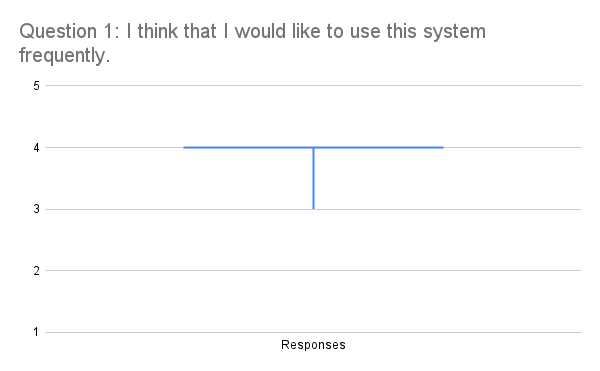 Question 1: I think that I would like to use this system
frequently.
5
4
3
2
1
Responses